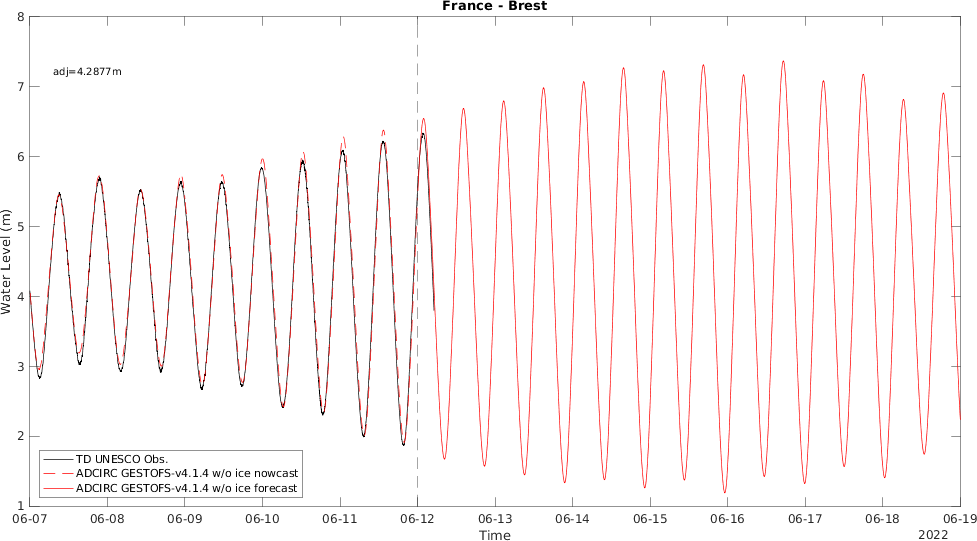 France - Brest
8
adj=4.2877m
7
6
5
Water Level (m)
4
3
2
TD UNESCO Obs.
ADCIRC GESTOFS-v4.1.4 w/o ice nowcast
ADCIRC GESTOFS-v4.1.4 w/o ice forecast
1
06-07 06-08 06-09 06-10 06-11 06-12 06-13 06-14 06-15 06-16 06-17 06-18 06-19
Time
2022